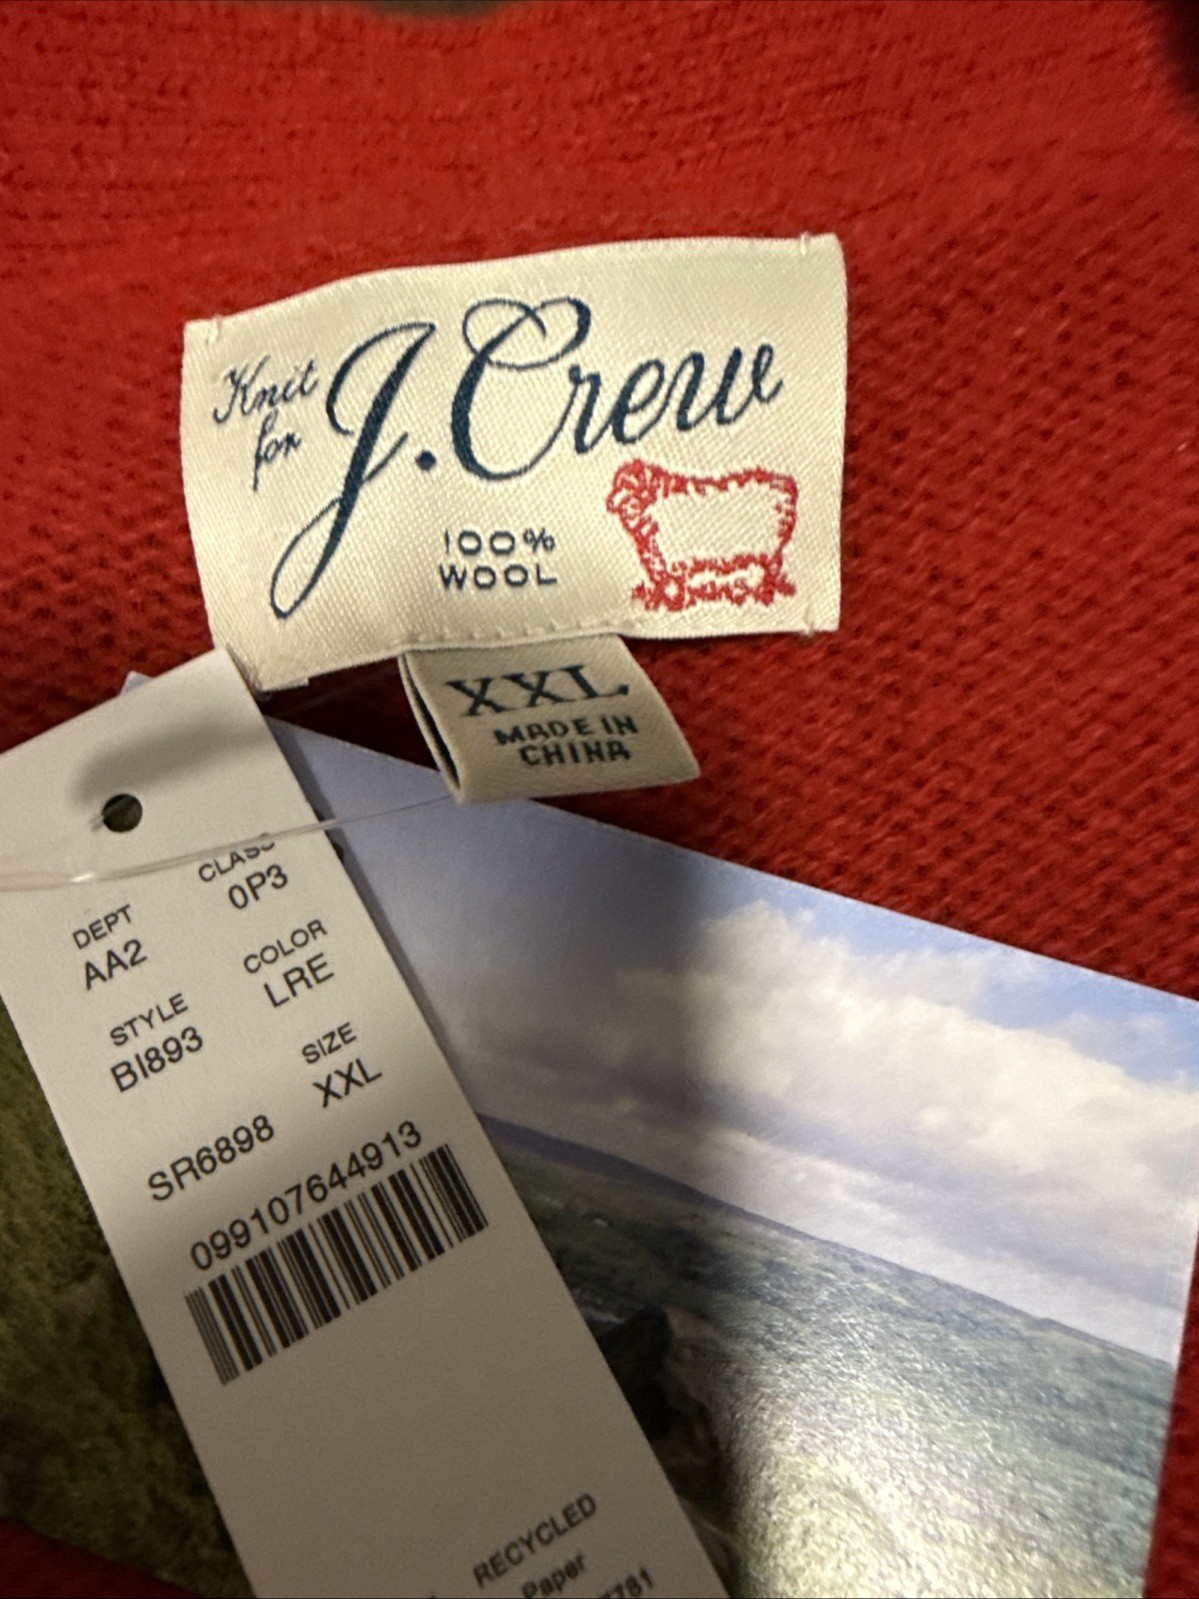 Knit
for
J.Crew
100%
WOOL
XXL
MADE IN
CHINA
DEPT
AA2
CLASS
0P3
STYLE
BI893
COLOR
LRE
SIZE
XXL
SR6898
099107644913
RECYCLED
Paper